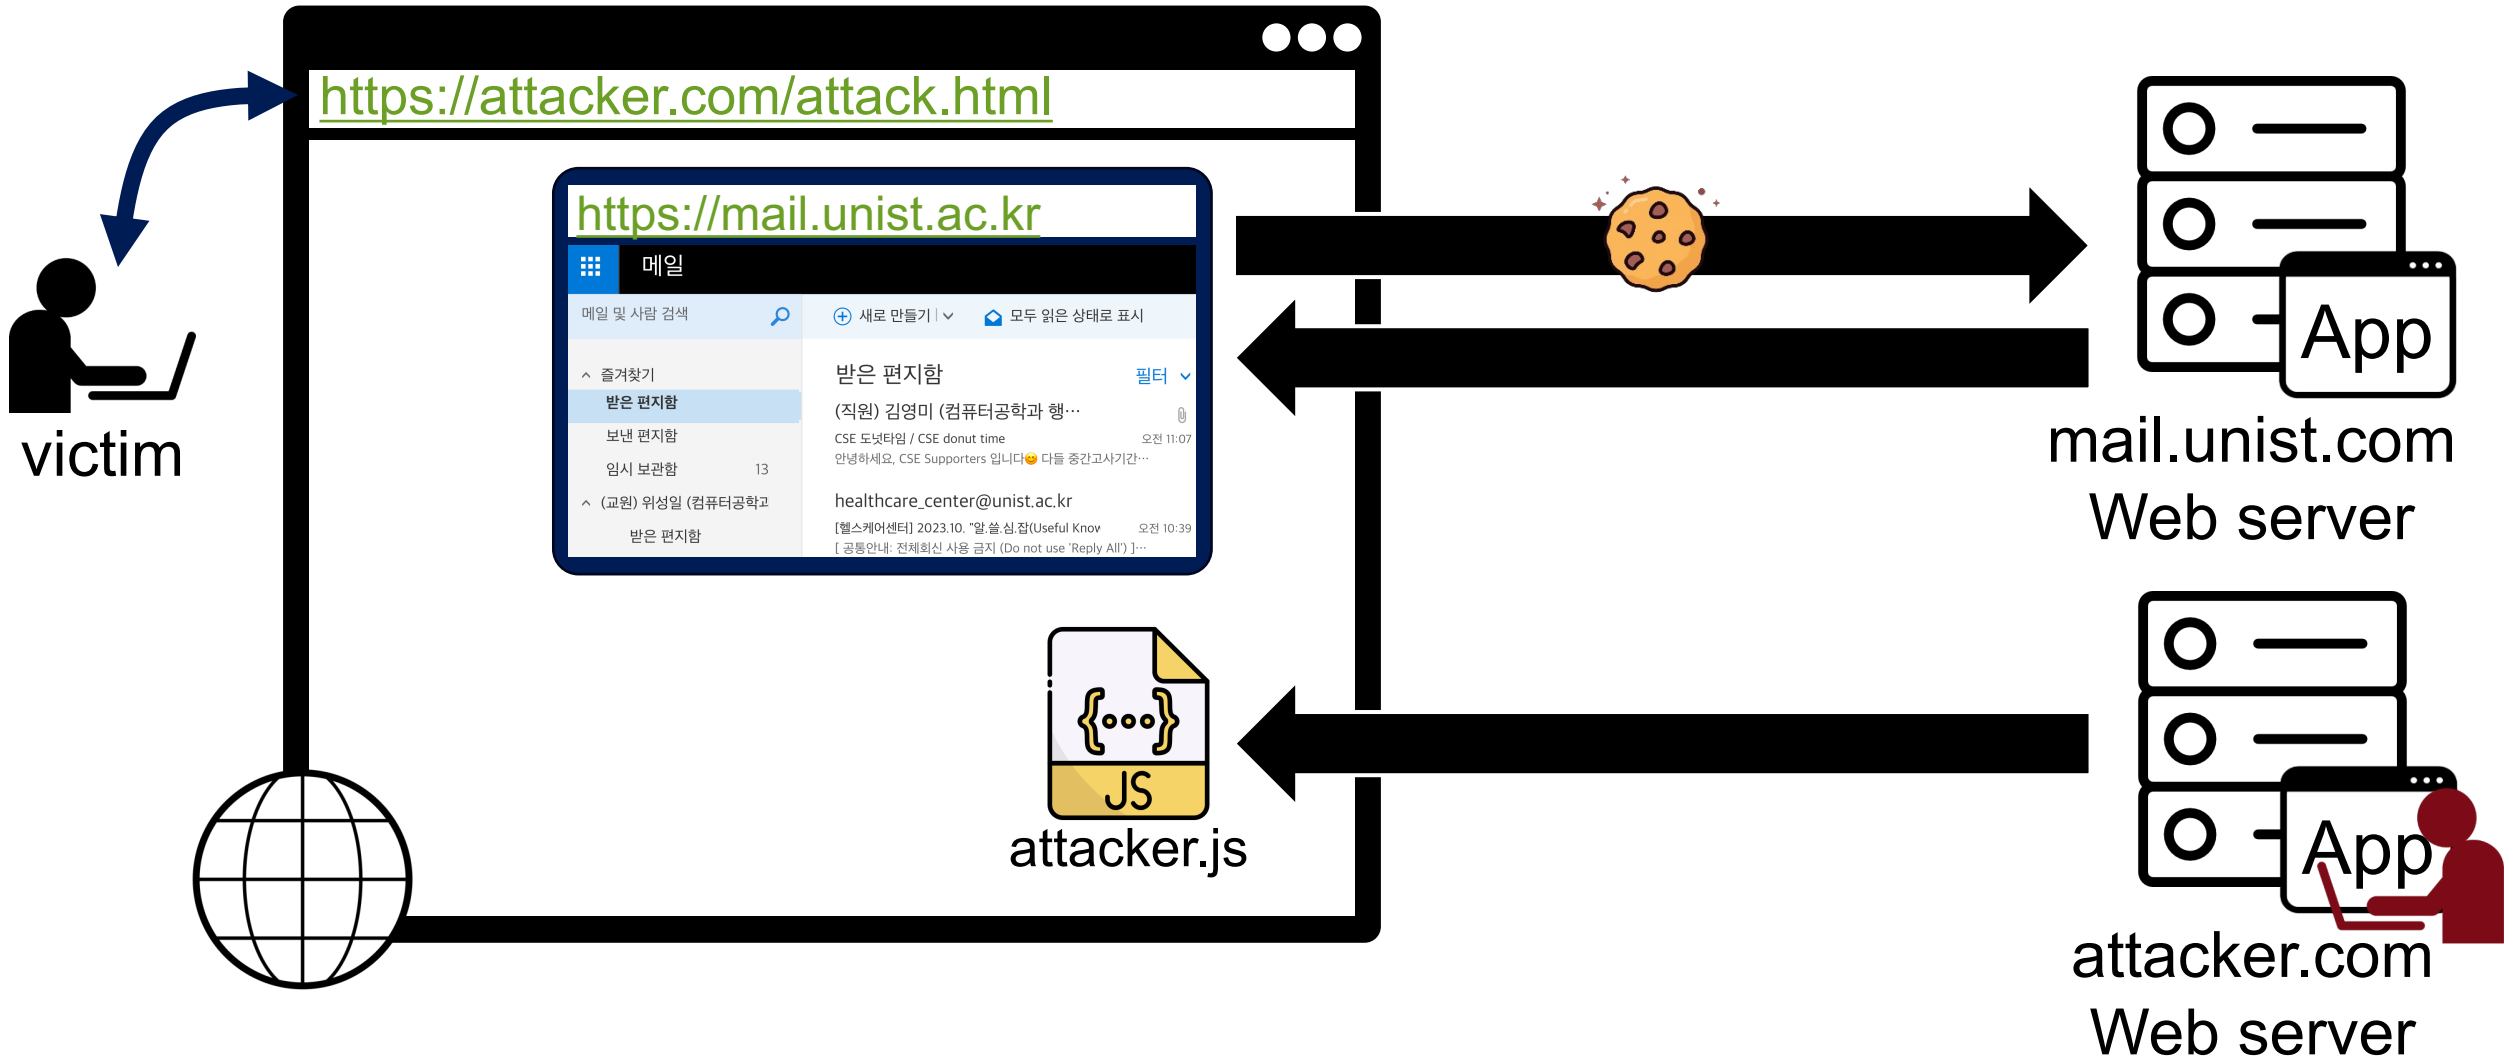 https://attacker.com/attack.html
https://mail.unist.ac.kr
메일
메일 및 사람 검색
새로 만들기
모두 읽은 상태로 표시
즐겨찾기
받은 편지함
보낸 편지함
임시 보관함 13
(교원) 위성일 (컴퓨터공학과
받은 편지함
받은 편지함 필터
(직원) 김영미 (컴퓨터공학과 행…
CSE 도넛타임 / CSE donut time 오전 11:07
안녕하세요, CSE Supporters 입니다😊 다들 중간고사기간…
healthcare_center@unist.ac.kr
[헬스케어센터] 2023.10. "알.쓸.심.잡(Useful Know 오전 10:39
[ 공통안내: 전체회신 사용 금지 (Do not use 'Reply All') ]…
victim
{...}
JS
attacker.js
App
mail.unist.com
Web server
App
attacker.com
Web server